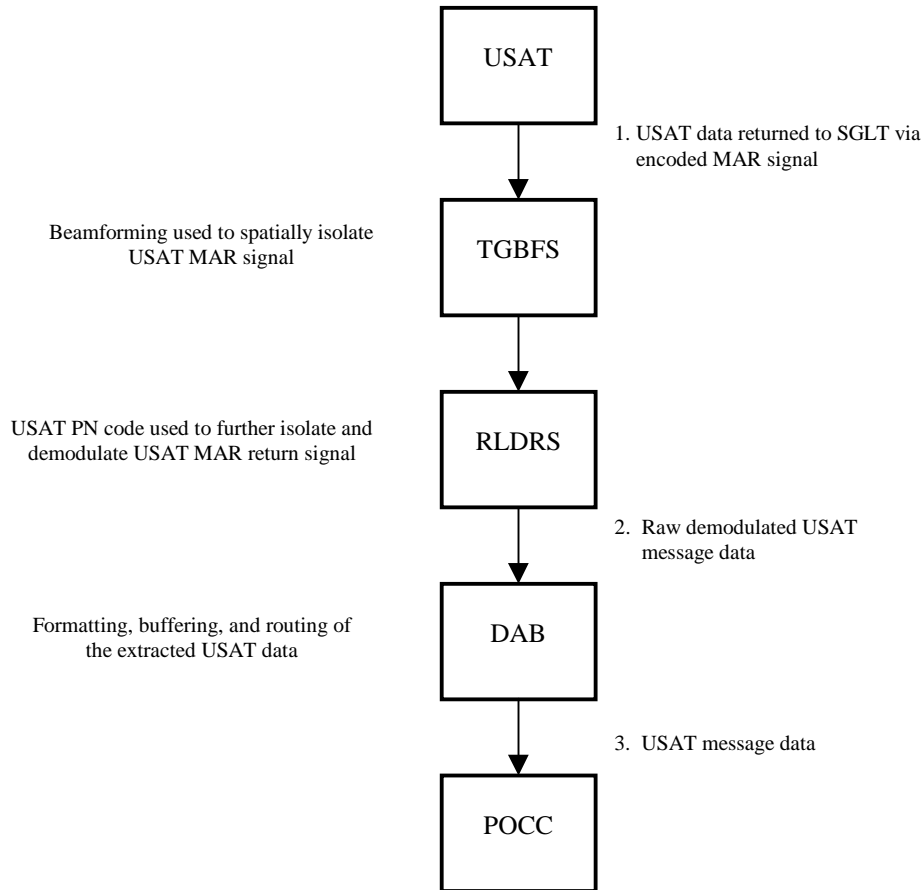 USAT
1. USAT data returned to SGLT via
encoded MAR signal
Beamforming used to spatially isolate
USAT MAR signal
TGBFS
USAT PN code used to further isolate and
demodulate USAT MAR return signal
RLDRS
2. Raw demodulated USAT
message data
Formatting, buffering, and routing of
the extracted USAT data
DAB
3. USAT message data
POCC